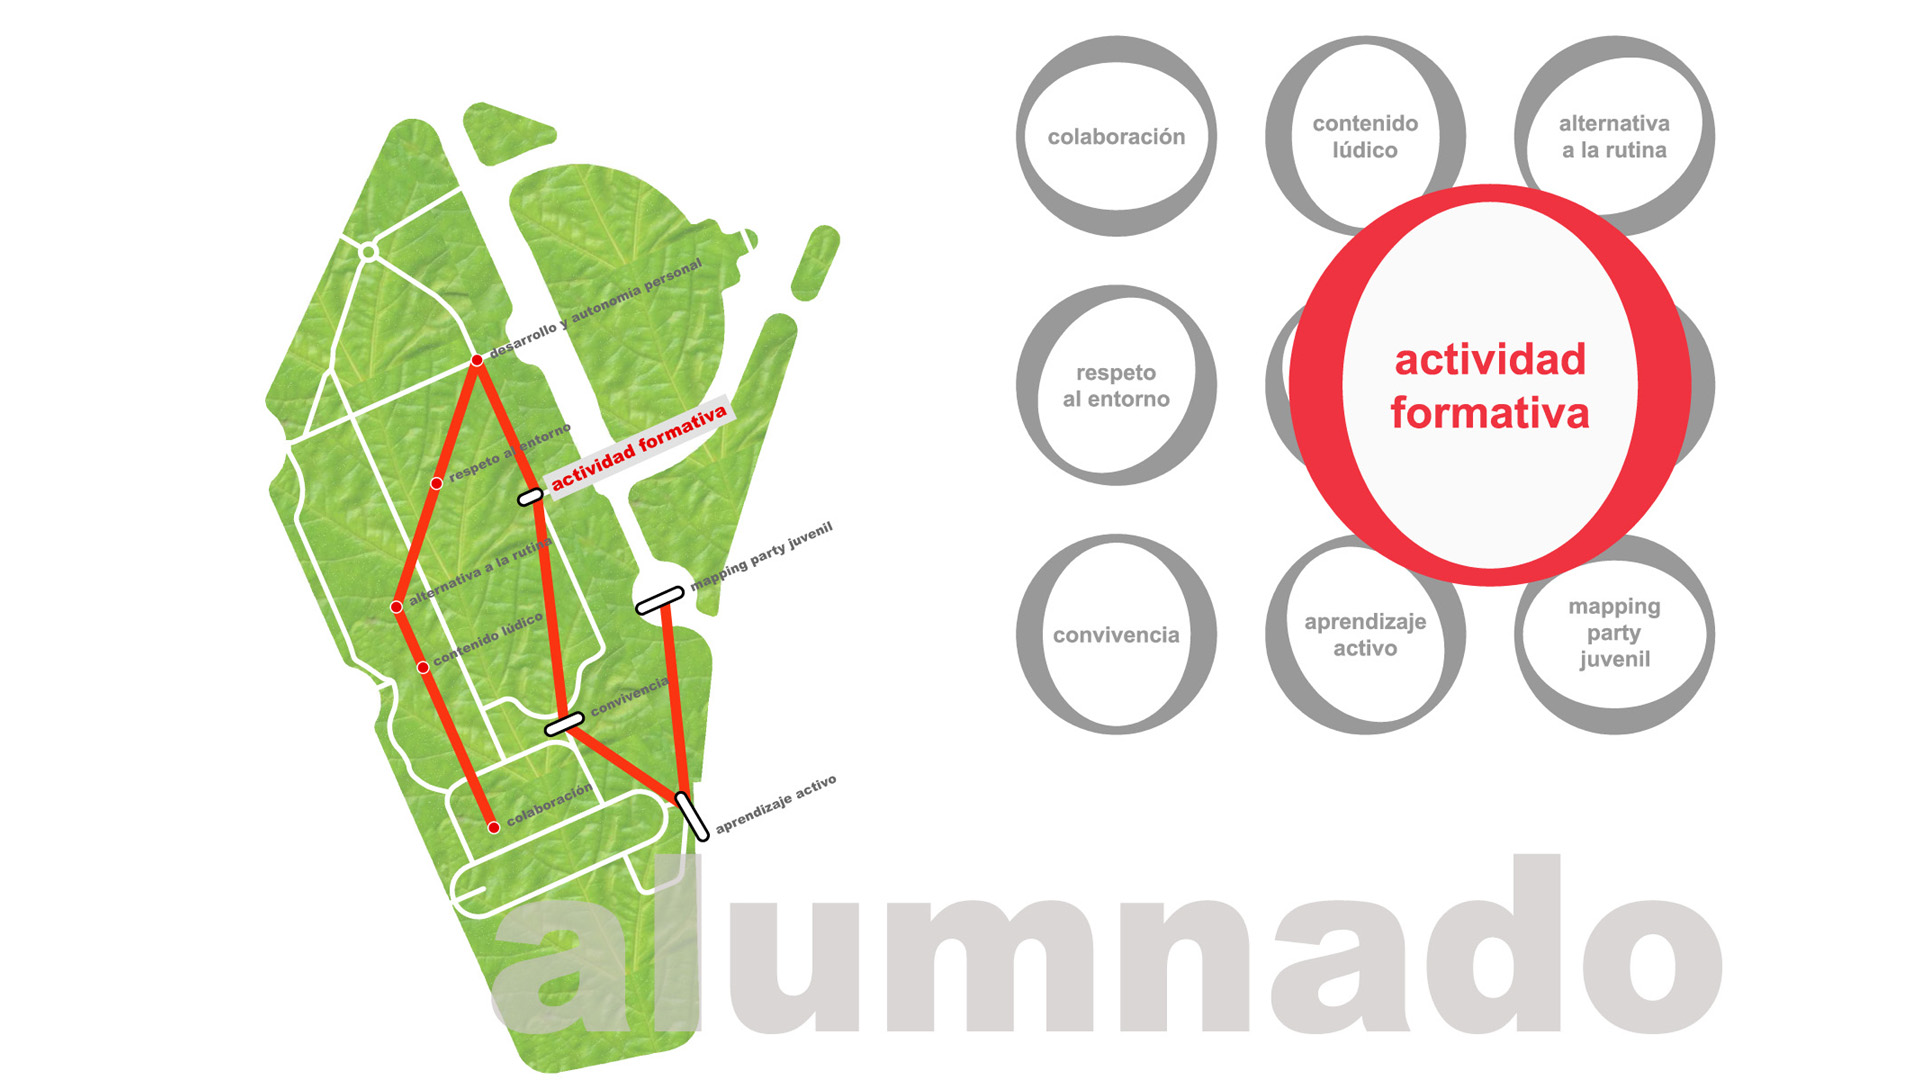 desarrollo y autonomía personal
respeto al entorno
actividad formativa
alternativa a la rutina
mapping party juvenil
contenido lúdico
convivencia
colaboración
aprendizaje activo
colaboración
contenido
lúdico
alternativa
a la rutina
respeto
al entorno
actividad
formativa
convivencia
aprendizaje
activo
mapping
party
juvenil
alumnado